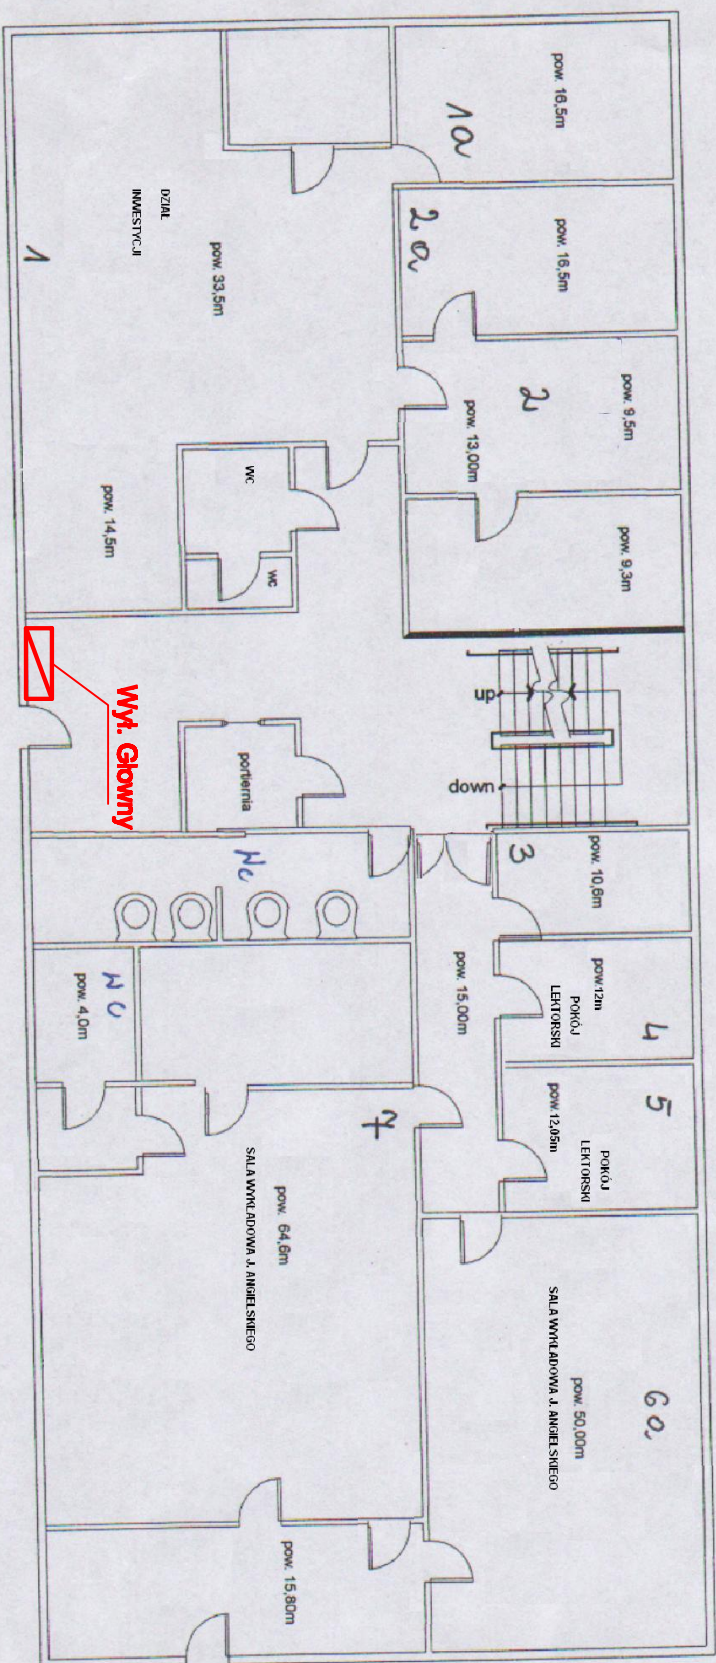 pow. 16,5m
1a
2a
pow. 16,5m
DZIAŁ
INWESTYCJI
1
pow. 33,5m
pow. 9,5m
2
pow. 13,00m
pow. 14,5m
WC
WC
pow. 9,3m
up
down
Wył. Głowny
portiernia
Wc
3
pow. 10,6m
pow. 15,00m
pow.12m
POKÓJ
LEKTORSKI
4
WC
pow. 4,0m
5
pow.12,05m
POKÓJ
LEKTORSKI
7
pow. 64,6m
SALA WYKŁADOWA J. ANGIELSKIEGO
6a
pow. 50,00m
SALA WYKŁADOWA J. ANGIELSKIEGO
pow. 15,80m